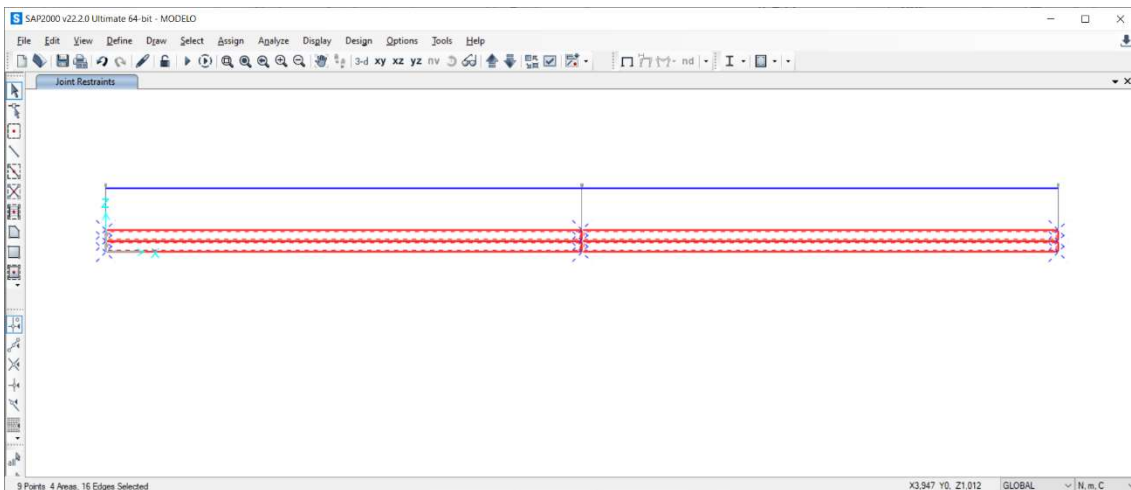 SAP2000 v22.2.0 Ultimate 64-bit - MODELO
File Edit View Define Draw Select Assign Analyze Display Design Options Tools Help
3-d xy xz yz nv nd
Joint Restraints
Z
X
9 Points, 4 Areas, 16 Edges Selected X3,947 Y0, Z1,012 GLOBAL N, m, C